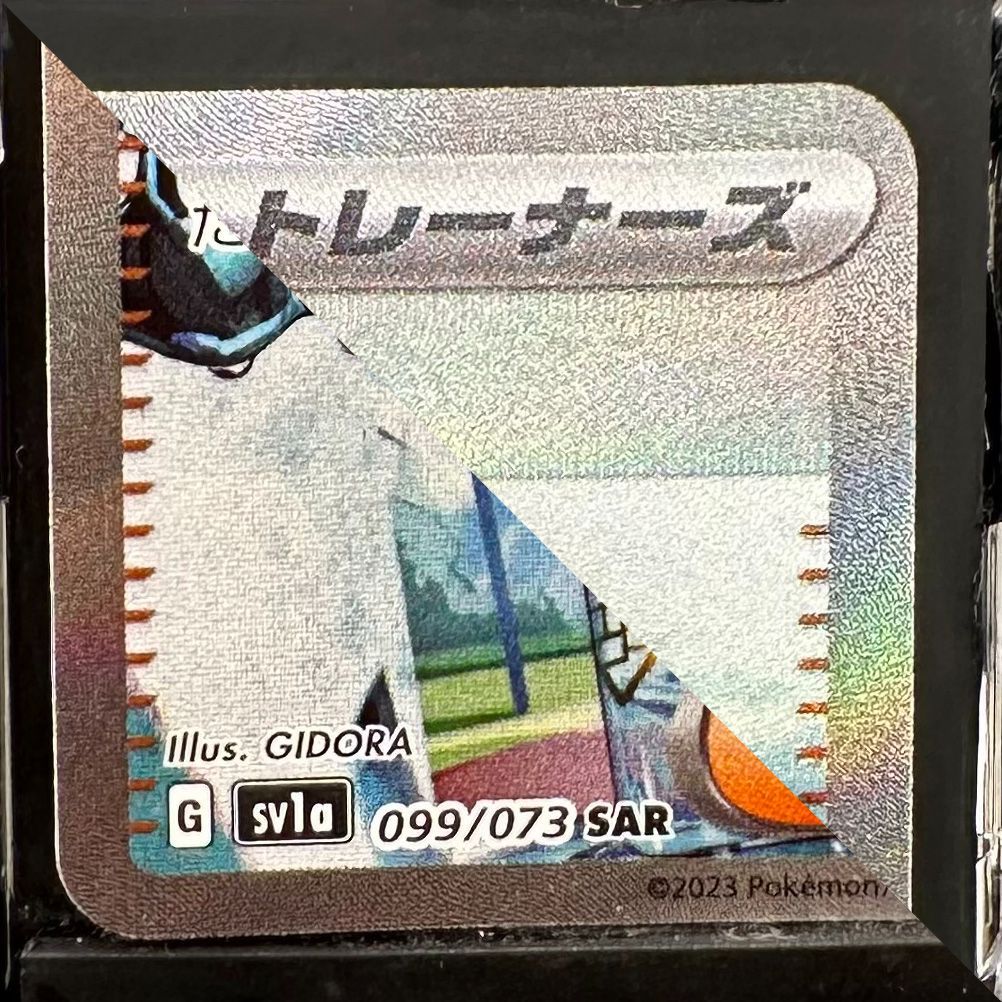 トレーナーズ
Illus. GIDORA
G sv1a 099/073 SAR
©2023 Pokémon/